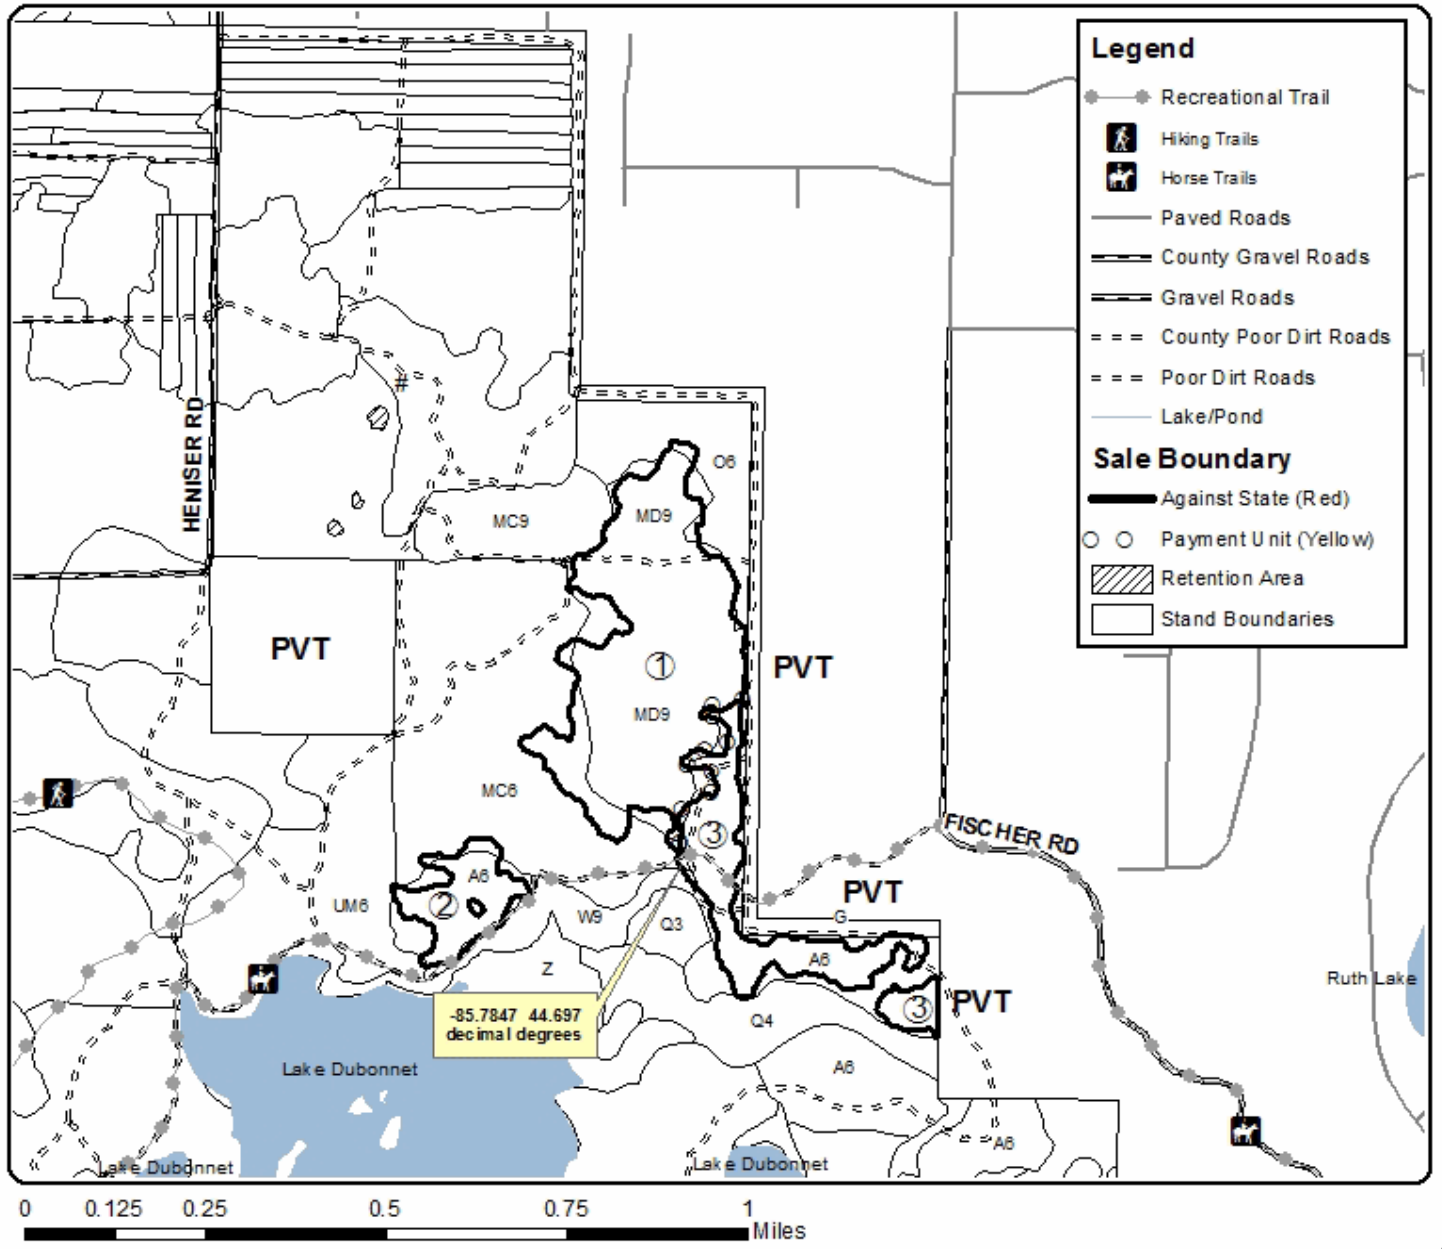 Legend
Recreational Trail
Hiking Trails
Horse Trails
Paved Roads
County Gravel Roads
Gravel Roads
County Poor Dirt Roads
Poor Dirt Roads
Lake/Pond
Sale Boundary
Against State (Red)
Payment Unit (Yellow)
Retention Area
Stand Boundaries
#
HENISER RD
O6
MC9
MD9
PVT
1
PVT
MD9
MC6
3
FISCHER RD
A6
2
UM6
W9
Q3
PVT
G
A6
Z
Ruth Lake
3
PVT
-85.7847 44.697
decimal degrees
Q4
Lake Dubonnet
A6
A6
Lake Dubonnet
Lake Dubonnet
0 0.125 0.25 0.5 0.75 1
Miles